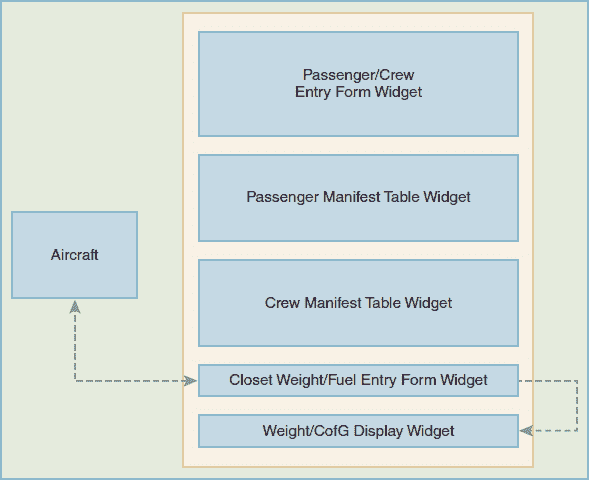 Passenger/Crew
Entry Form Widget
Passenger Manifest Table Widget
Aircraft
Crew Manifest Table Widget
Closet Weight/Fuel Entry Form Widget
Weight/CofG Display Widget